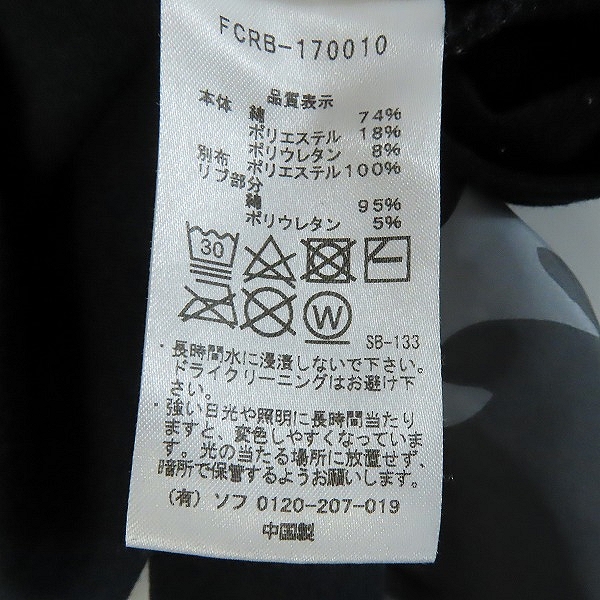 FCRB-170010
品質表示
本体 綿 74%
ポリエステル 18%
ポリウレタン 8%
別布 ポリエステル 100%
リブ部分
綿 95%
ポリウレタン 5%
30
W
SB-133
・長時間水に浸漬しないで下さい。
ドライクリーニングはお避け下
さい。
・強い日光や照明に長時間当たり
ますと、変色しやすくなっていま
す。光の当たる場所に放置せず、
暗所で保管するようお願いします。
(有) ソフ 0120-207-019
中国製